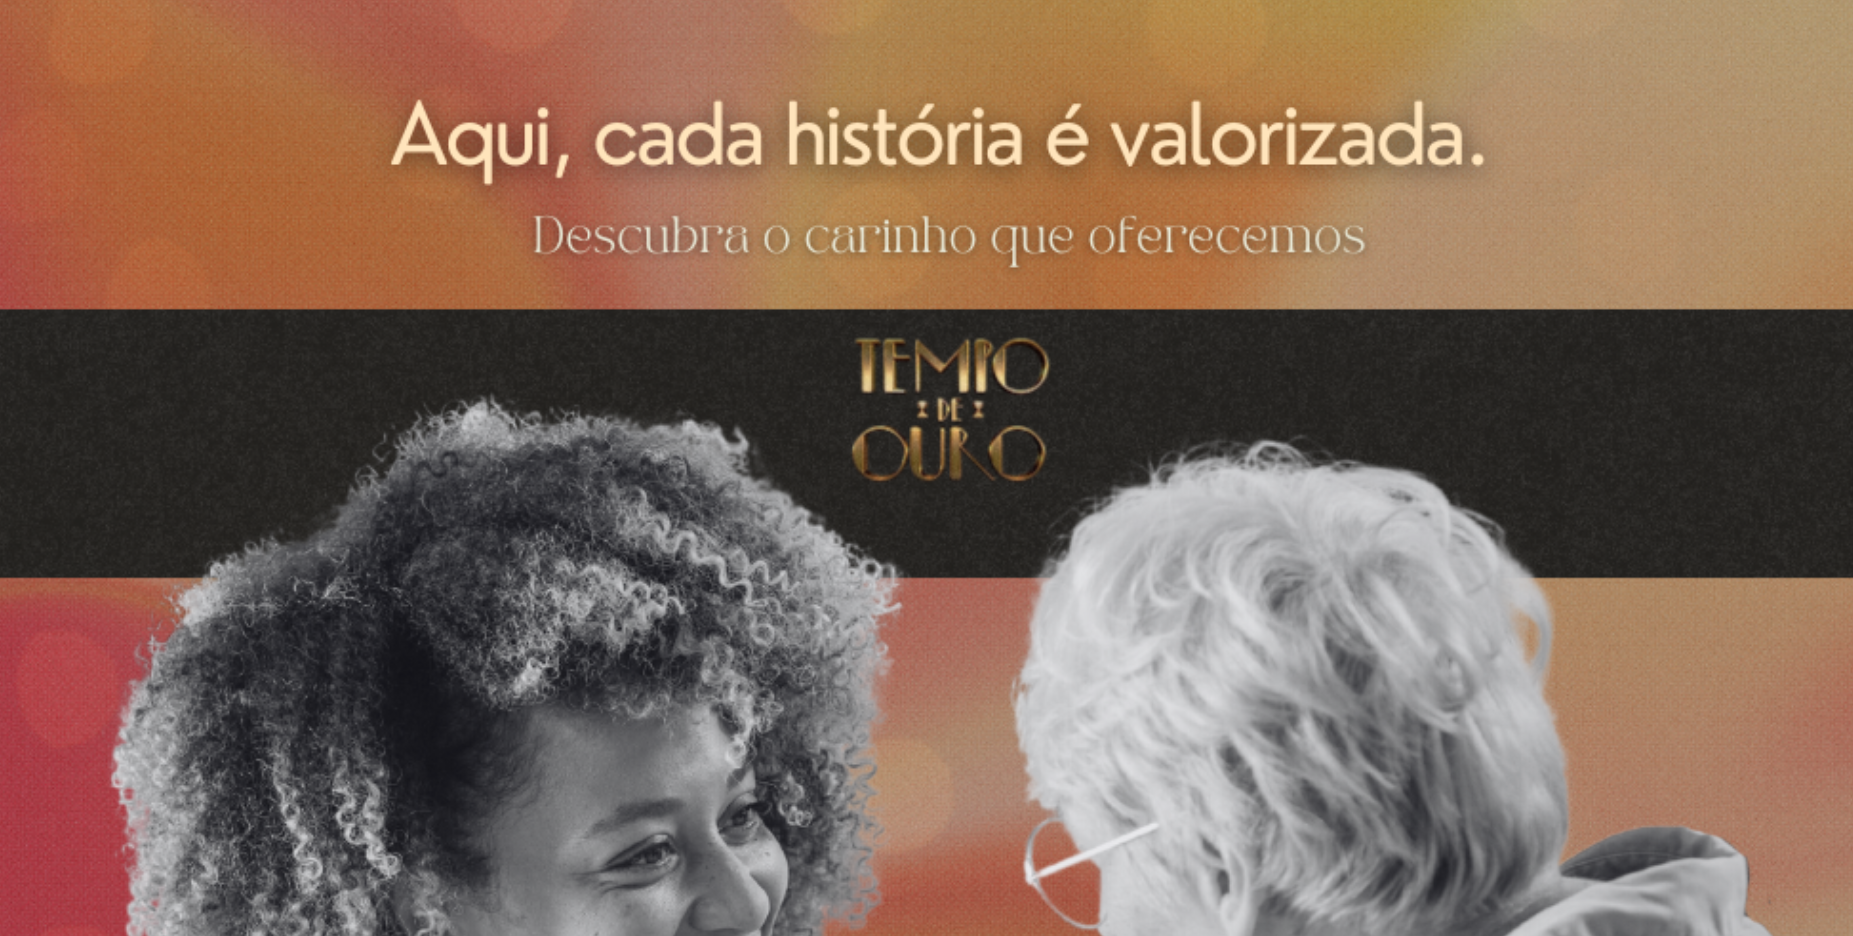 Aqui, cada história é valorizada.
Descubra o carinho que oferecemos
TEMPO
DE
OURO